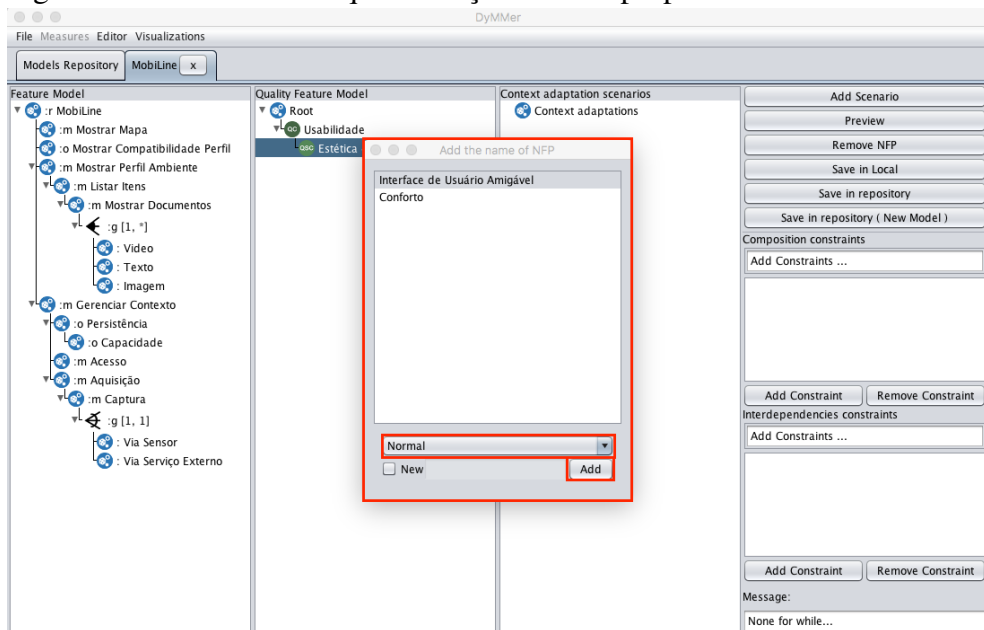 DyMMer
File Measures Editor Visualizations
Models Repository MobiLine x
Feature Model
:r MobiLine
:m Mostrar Mapa
:o Mostrar Compatibilidade Perfil
:m Mostrar Perfil Ambiente
:m Listar Itens
:m Mostrar Documentos
:g [1, *]
: Video
: Texto
: Imagem
:m Gerenciar Contexto
:o Persistência
:o Capacidade
:m Acesso
:m Aquisição
:m Captura
:g [1, 1]
: Via Sensor
: Via Serviço Externo
Quality Feature Model
Root
QC Usabilidade
QSC Estética
Add the name of NFP
Interface de Usuário Amigável
Conforto
Normal
New Add
Context adaptation scenarios
Context adaptations
Add Scenario
Preview
Remove NFP
Save in Local
Save in repository
Save in repository ( New Model )
Composition constraints
Add Constraints ...
Add Constraint Remove Constraint
Interdependencies constraints
Add Constraints ...
Add Constraint Remove Constraint
Message:
None for while...